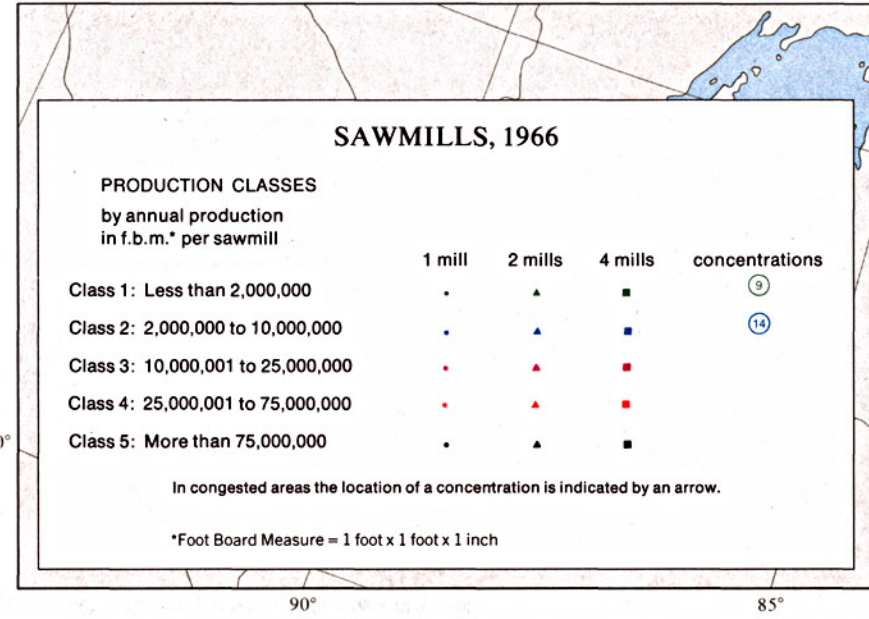 SAWMILLS, 1966
PRODUCTION CLASSES
by annual production
in f.b.m.* per sawmill
1 mill 2 mills 4 mills concentrations
Class 1: Less than 2,000,000 9
Class 2: 2,000,000 to 10,000,000 14
Class 3: 10,000,001 to 25,000,000
Class 4: 25,000,001 to 75,000,000
Class 5: More than 75,000,000
In congested areas the location of a concentration is indicated by an arrow.
*Foot Board Measure = 1 foot x 1 foot x 1 inch
90° 85°